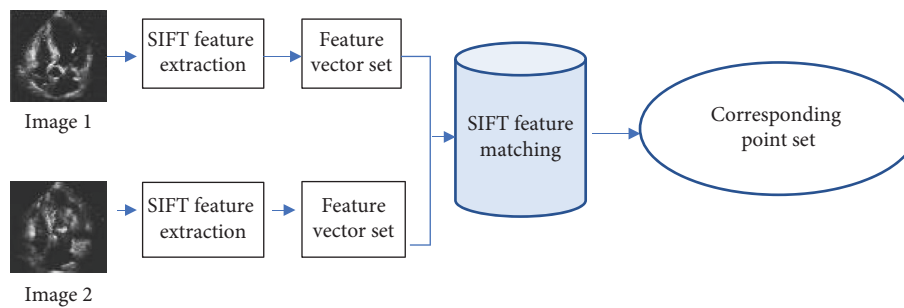 SIFT feature
extraction
Feature
vector set
Image 1
SIFT feature
matching
Corresponding
point set
SIFT feature
extraction
Feature
vector set
Image 2